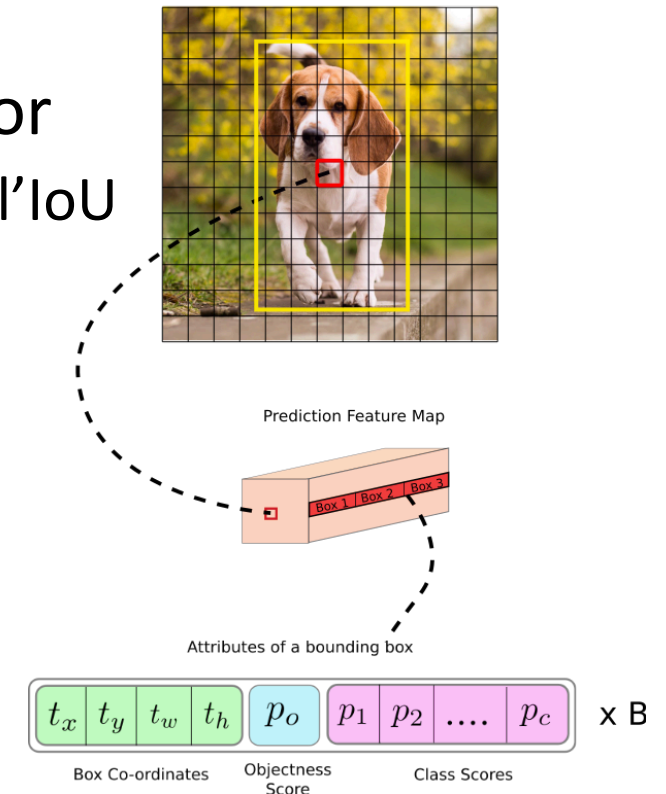 or
l’IoU
Prediction Feature Map
Box 1 Box 2 Box 3
Attributes of a bounding box
t_x t_y t_w t_h p_o p_1 p_2 .... p_c x B
Box Co-ordinates Objectness Score Class Scores